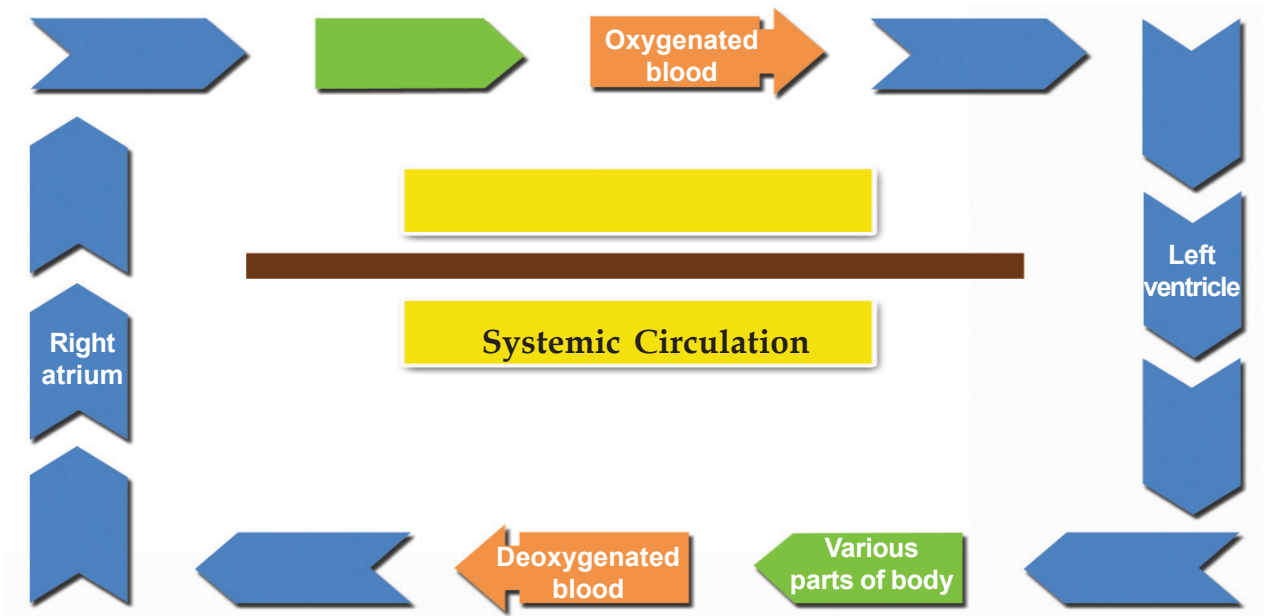 Oxygenated
blood
Left
ventricle
Systemic Circulation
Right
atrium
Deoxygenated
blood
Various
parts of body